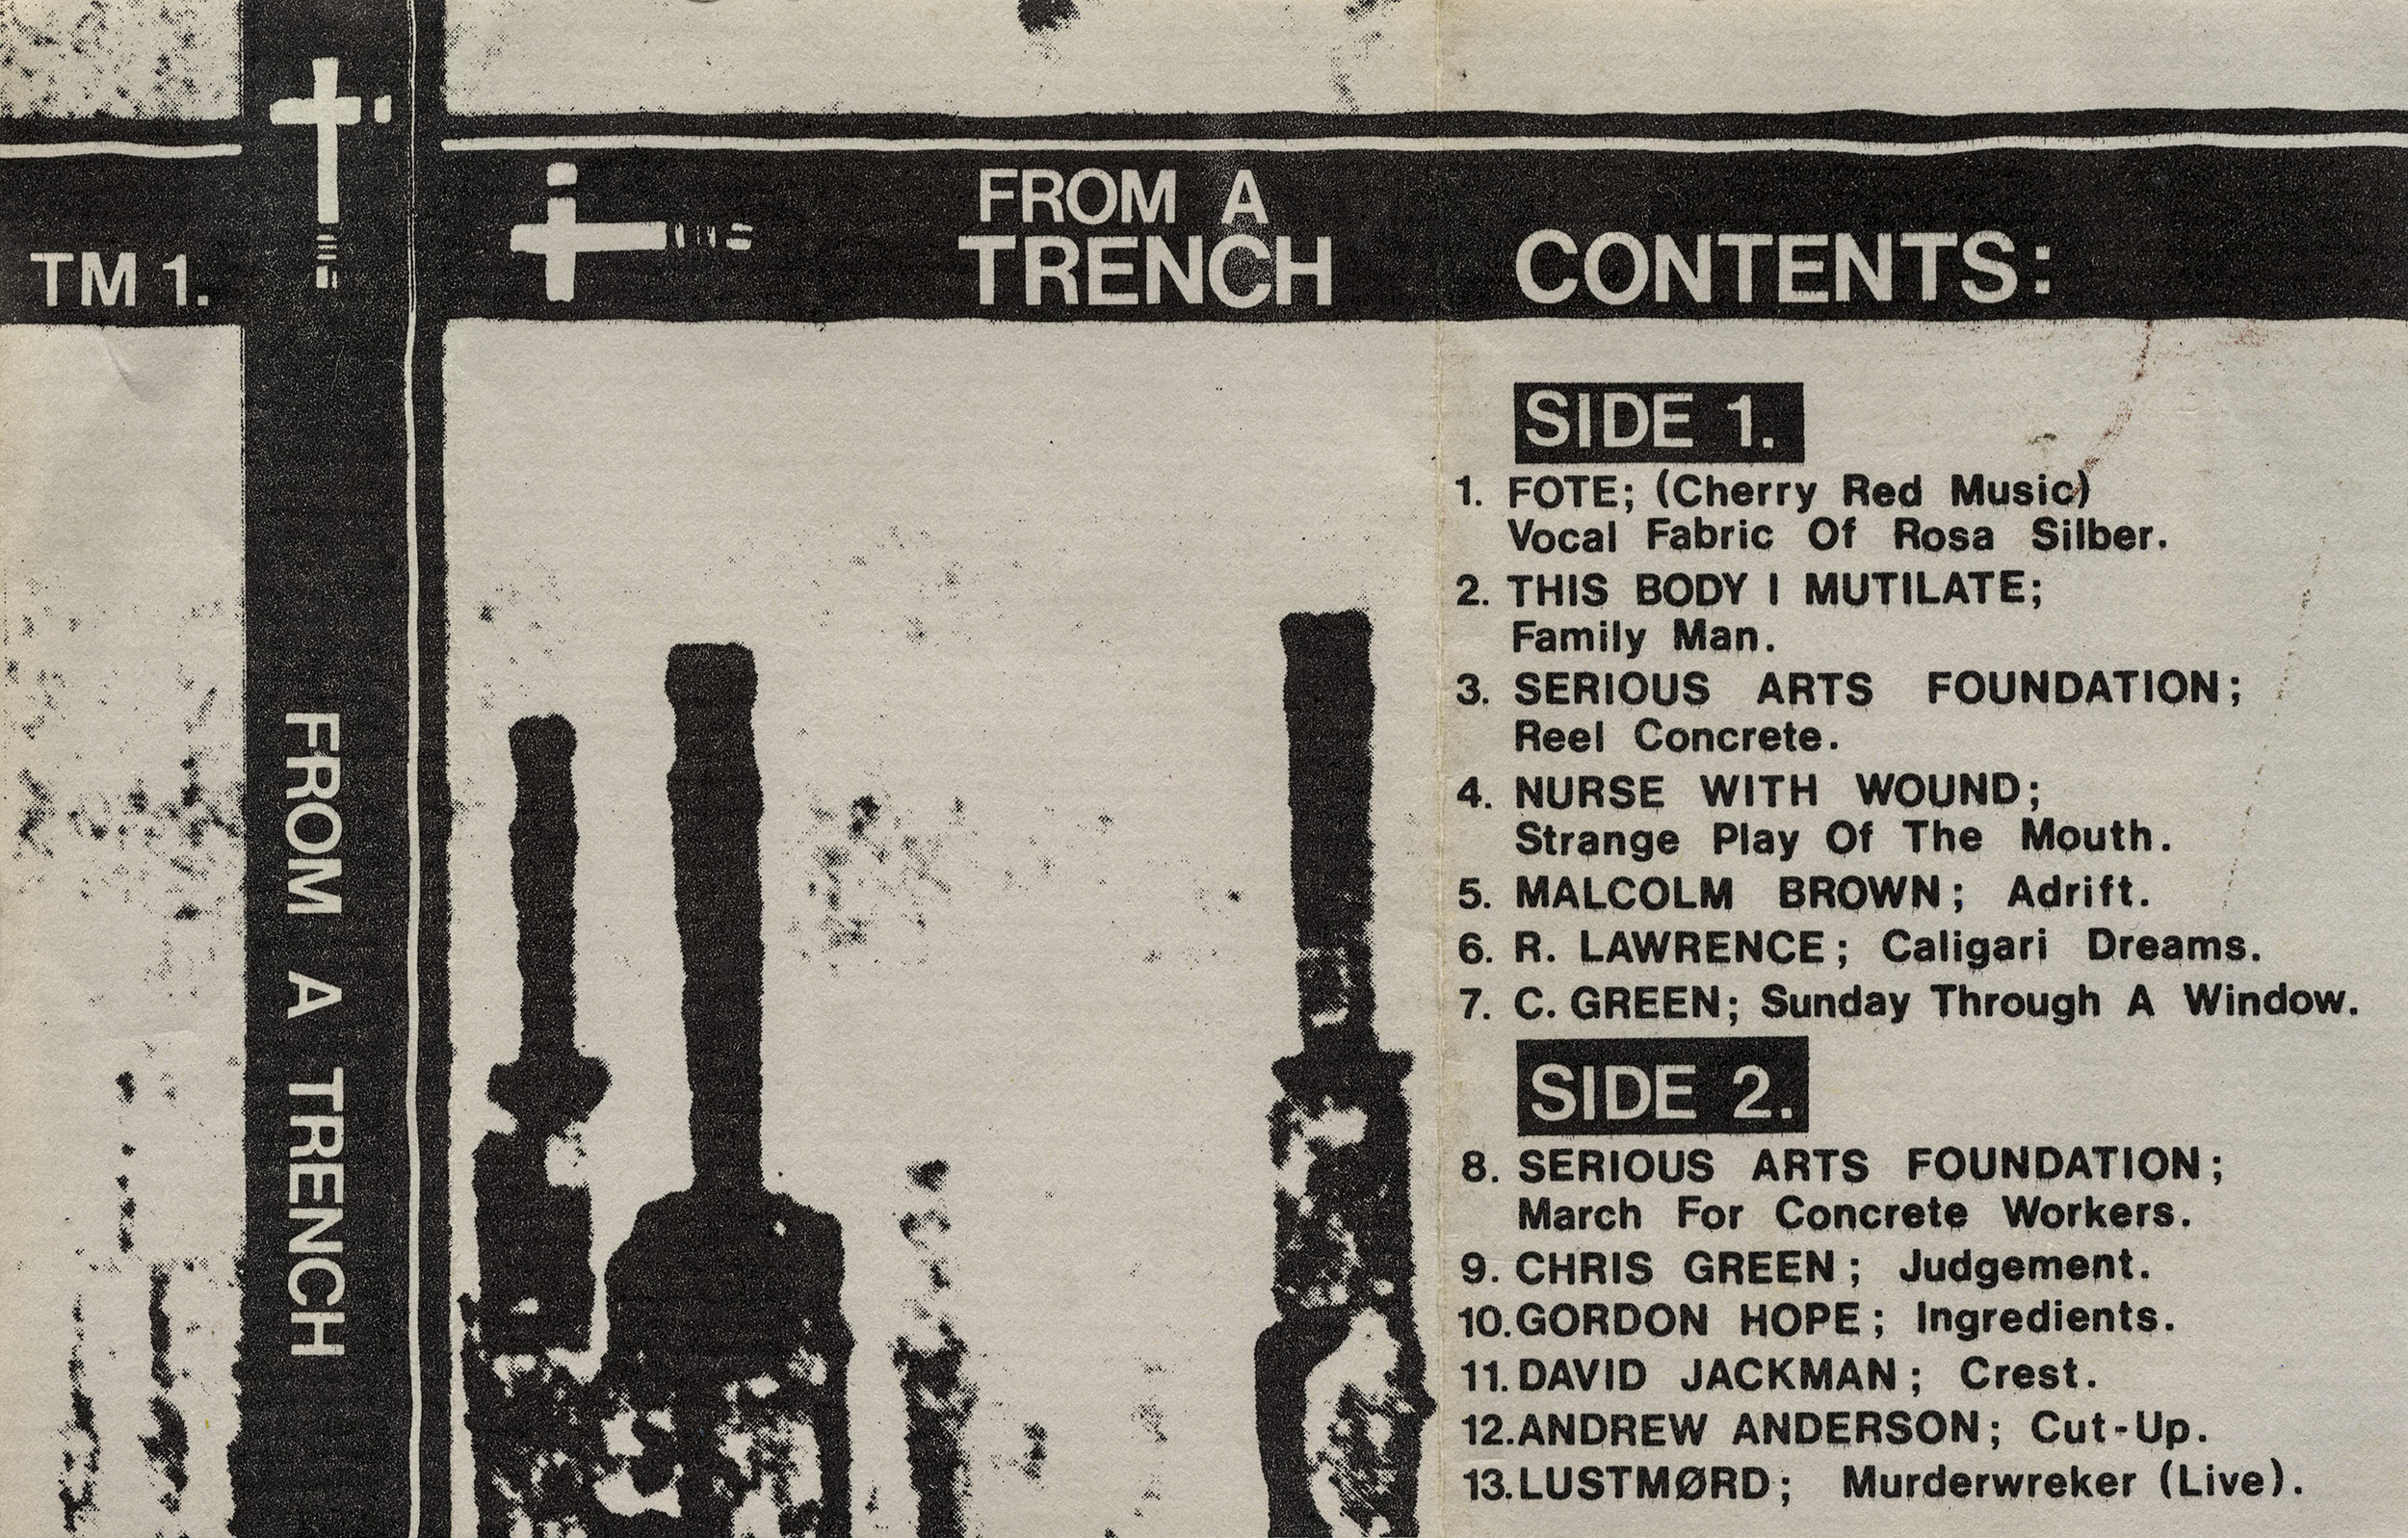 TM 1.
FROM A TRENCH
FROM A
TRENCH
CONTENTS:
SIDE 1.
1. FOTE; (Cherry Red Music)
Vocal Fabric Of Rosa Silber.
2. THIS BODY I MUTILATE;
Family Man.
3. SERIOUS ARTS FOUNDATION;
Reel Concrete.
4. NURSE WITH WOUND;
Strange Play Of The Mouth.
5. MALCOLM BROWN; Adrift.
6. R. LAWRENCE; Caligari Dreams.
7. C. GREEN; Sunday Through A Window.
SIDE 2.
8. SERIOUS ARTS FOUNDATION;
March For Concrete Workers.
9. CHRIS GREEN; Judgement.
10. GORDON HOPE; Ingredients.
11. DAVID JACKMAN; Crest.
12. ANDREW ANDERSON; Cut-Up.
13. LUSTMØRD; Murderwreker (Live).